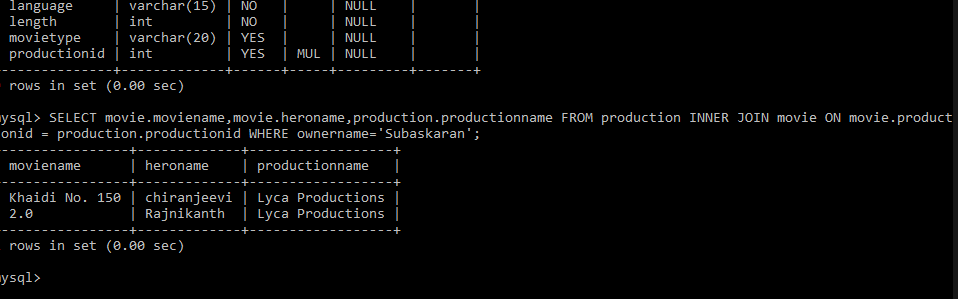 language | varchar(15) | NO | | NULL | |
length | int | NO | | NULL | |
movietype | varchar(20) | YES | | NULL | |
productionid | int | YES | MUL | NULL | |
---------------+-------------+------+-----+---------+-------+
rows in set (0.00 sec)
mysql> SELECT movie.moviename,movie.heroname,production.productionname FROM production INNER JOIN movie ON movie.product
onid = production.productionid WHERE ownername='Subaskaran';
----------------+-------------+------------------+
moviename | heroname | productionname |
----------------+-------------+------------------+
Khaidi No. 150 | chiranjeevi | Lyca Productions |
2.0 | Rajnikanth | Lyca Productions |
----------------+-------------+------------------+
rows in set (0.00 sec)
mysql>